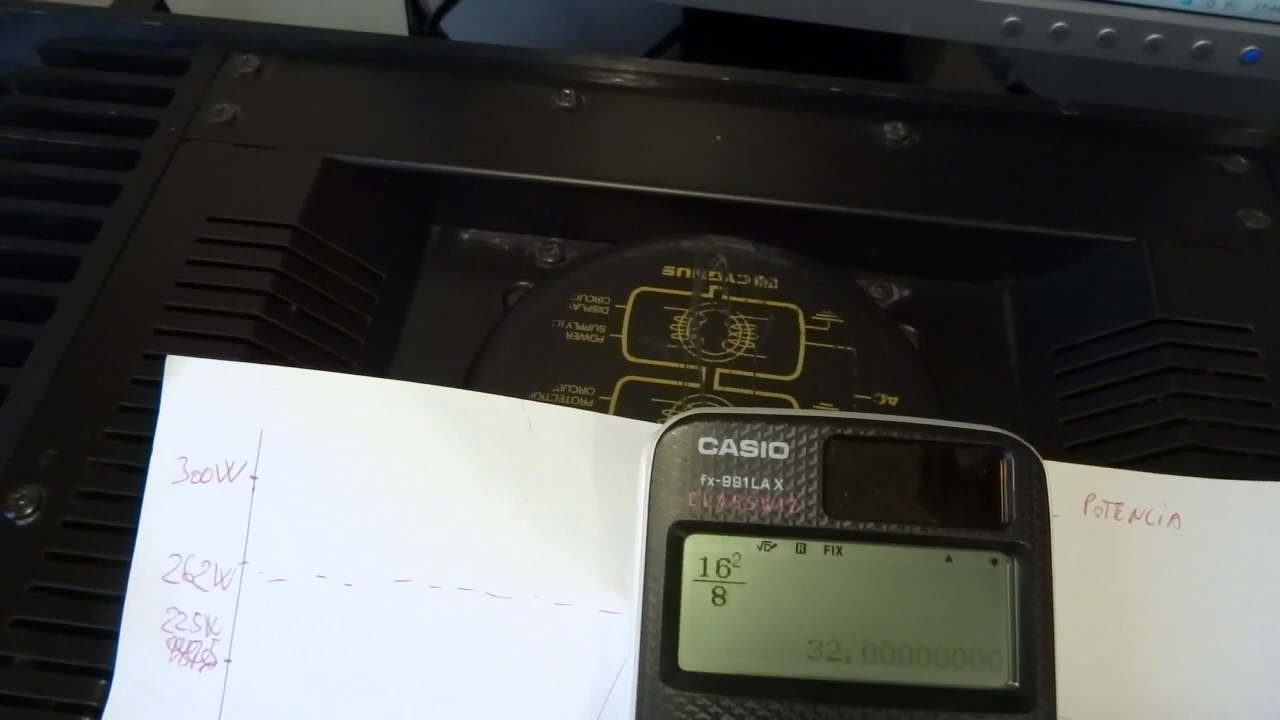 CYGNUS
DISPLAY
CIRCUIT
POWER
SUPPLY
PROTECTION
CIRCUIT
CASIO
fx-991LA X
CLASSWIZ
300W
POTENCIA
√D R FIX
16²
8
32,00000000
262W
225W